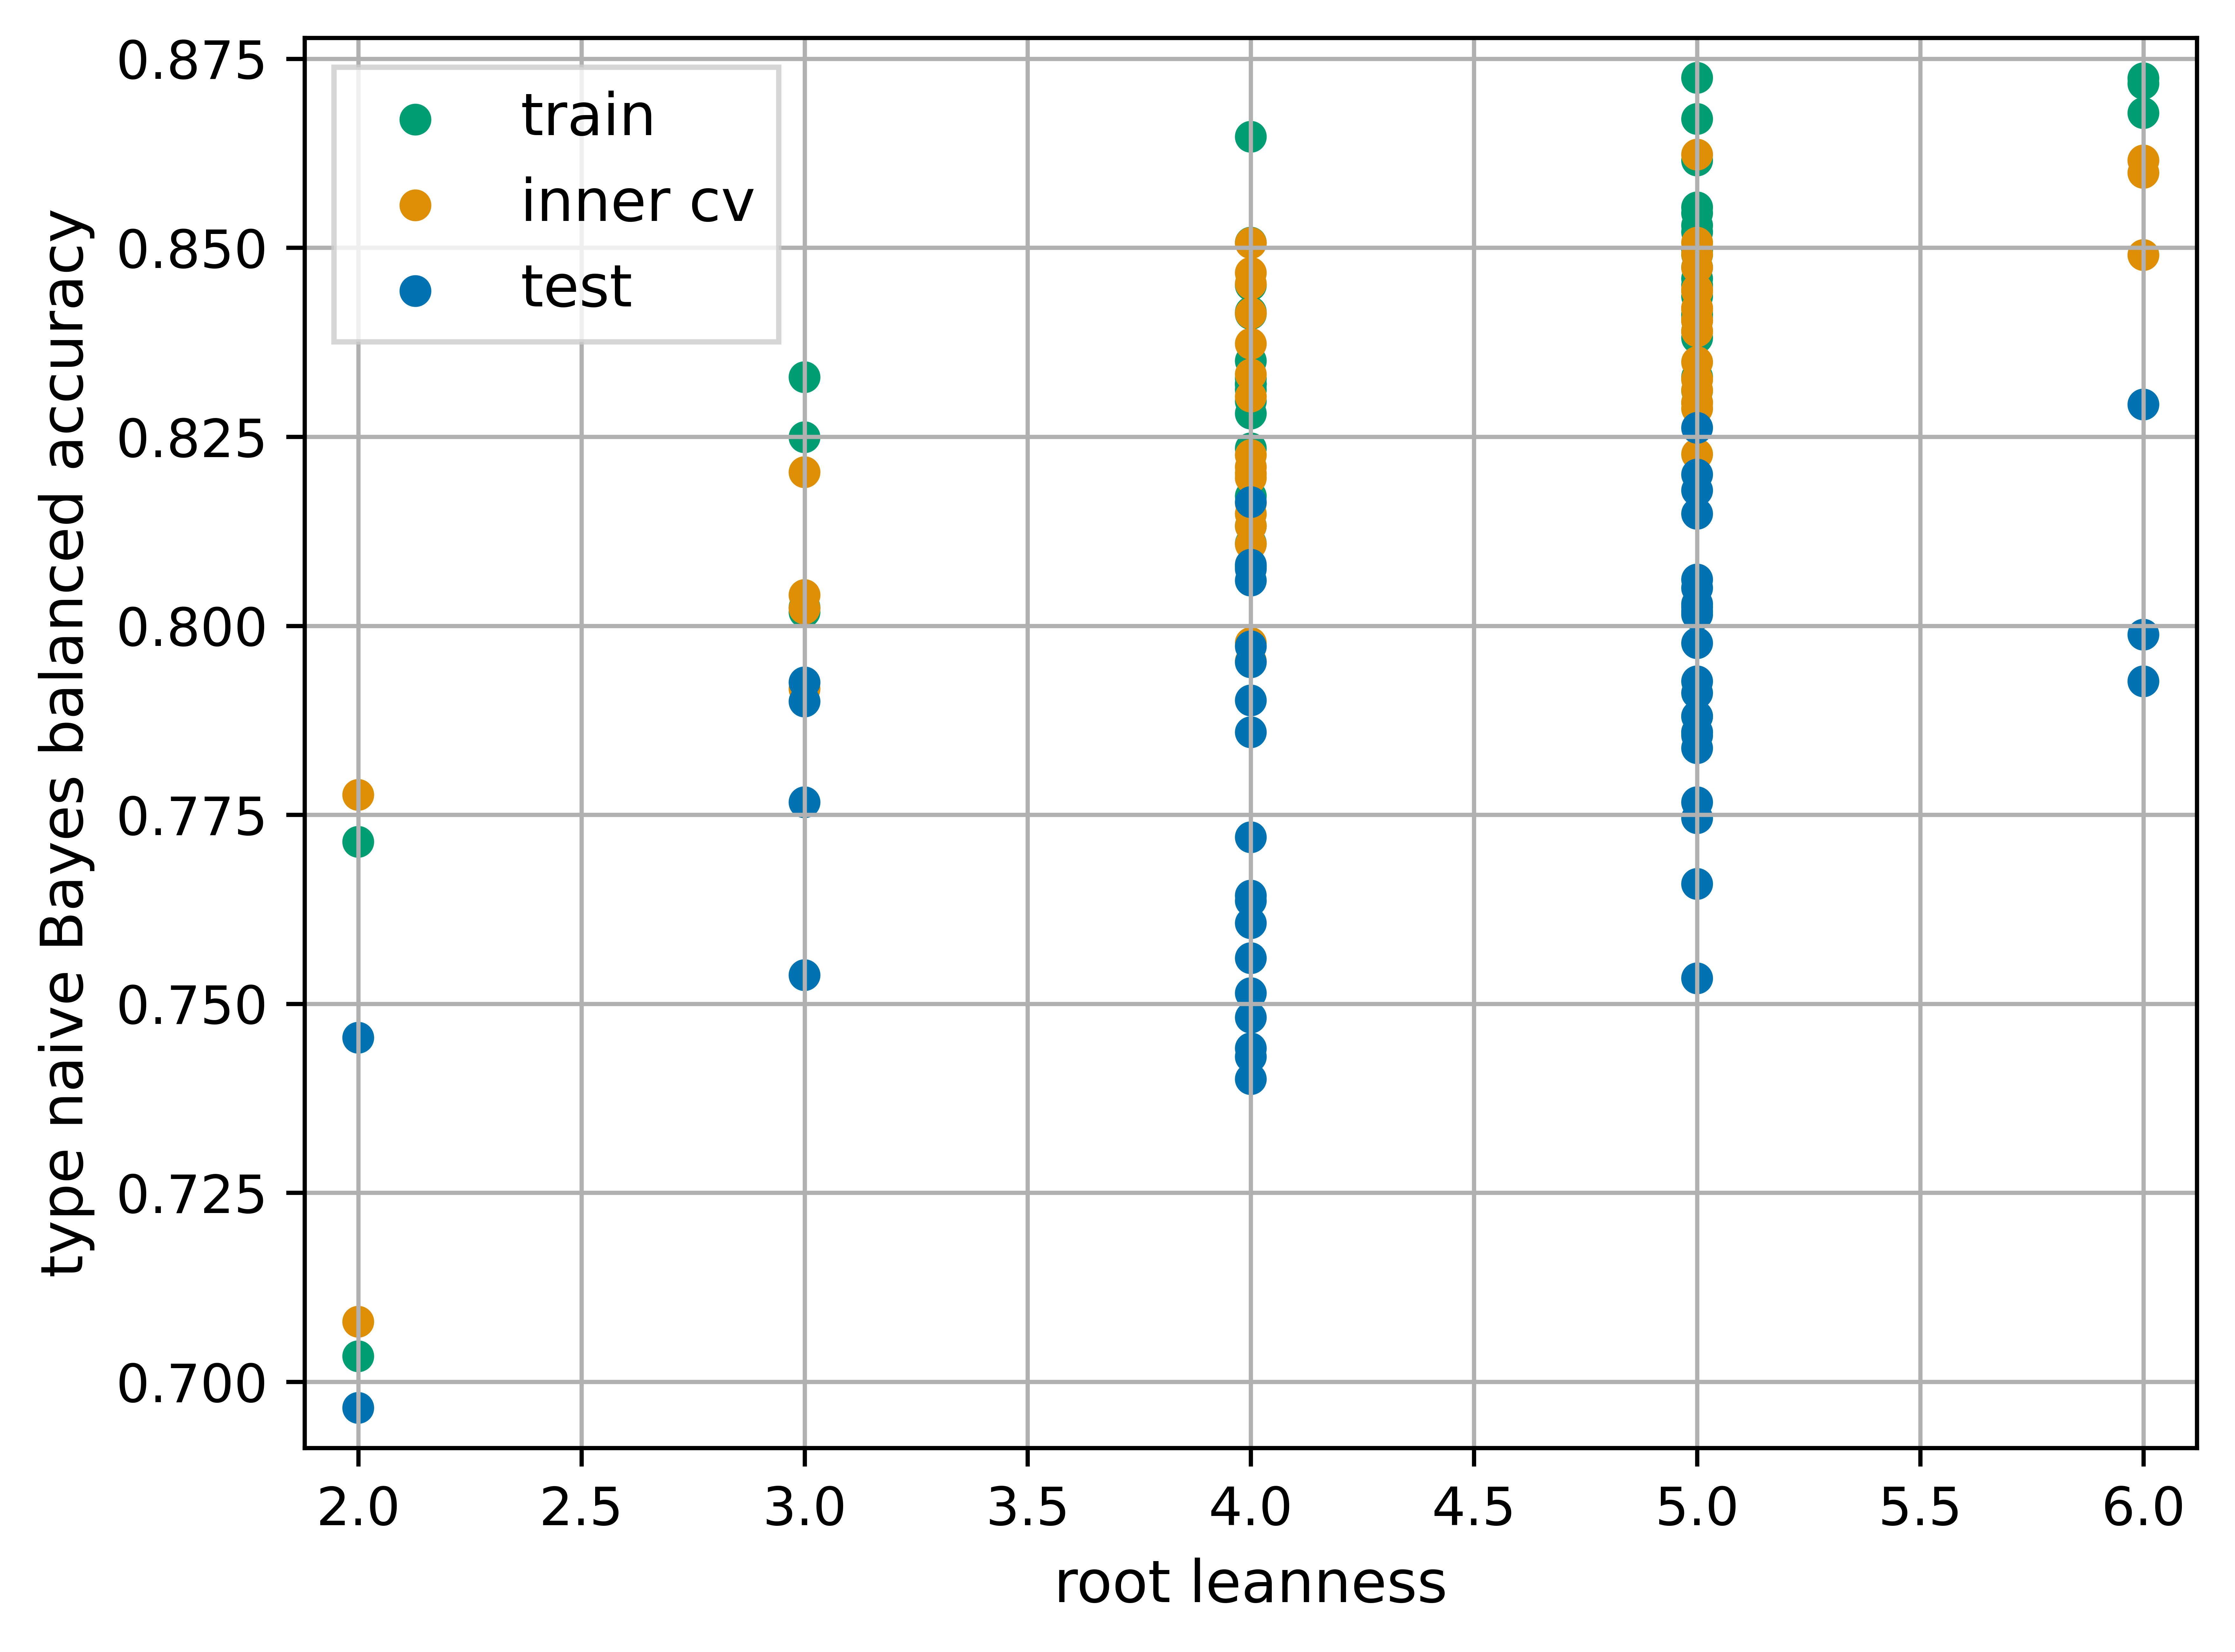 0.875
0.850
0.825
0.800
0.775
0.750
0.725
0.700
type naive Bayes balanced accuracy
train
inner cv
test
2.0 2.5 3.0 3.5 4.0 4.5 5.0 5.5 6.0
root leanness